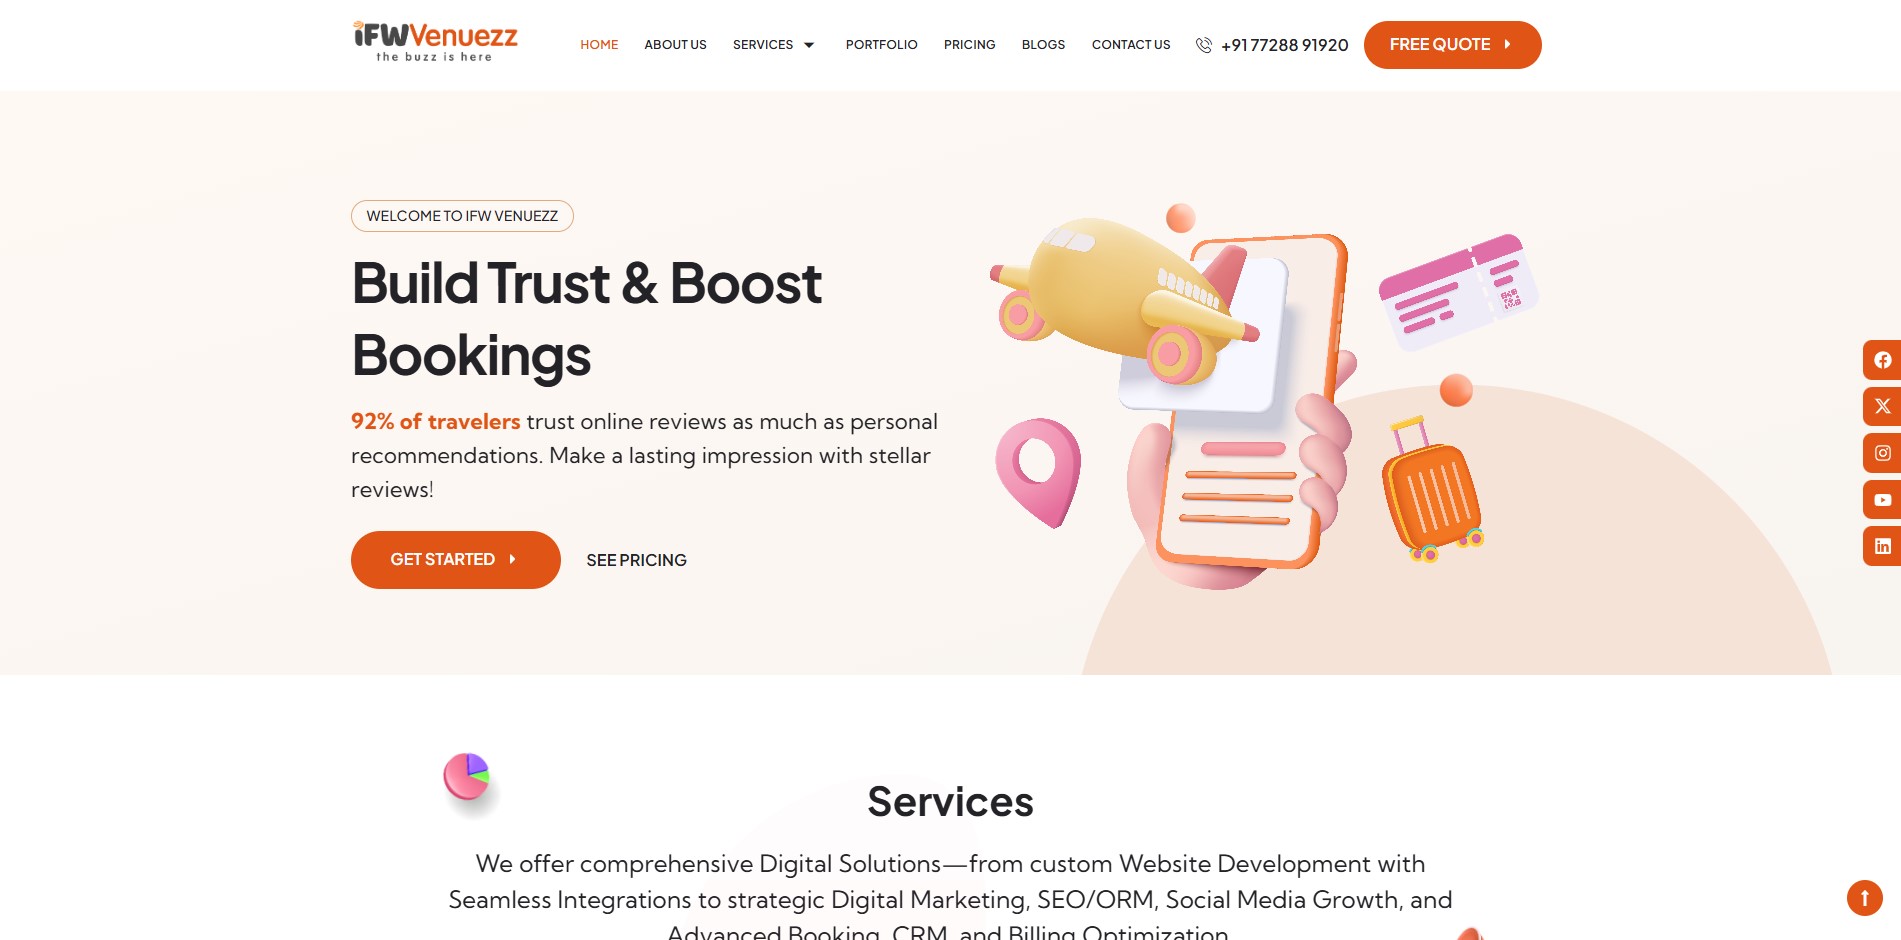 iFWVenuezz
the buzz is here
HOME
ABOUT US
SERVICES
PORTFOLIO
PRICING
BLOGS
CONTACT US
+91 77288 91920
FREE QUOTE
WELCOME TO IFW VENUEZZ
Build Trust & Boost
Bookings
92% of travelers trust online reviews as much as personal
recommendations. Make a lasting impression with stellar
reviews!
GET STARTED
SEE PRICING
Services
We offer comprehensive Digital Solutions—from custom Website Development with
Seamless Integrations to strategic Digital Marketing, SEO/ORM, Social Media Growth, and
Advanced Booking, CRM, and Billing Optimization.